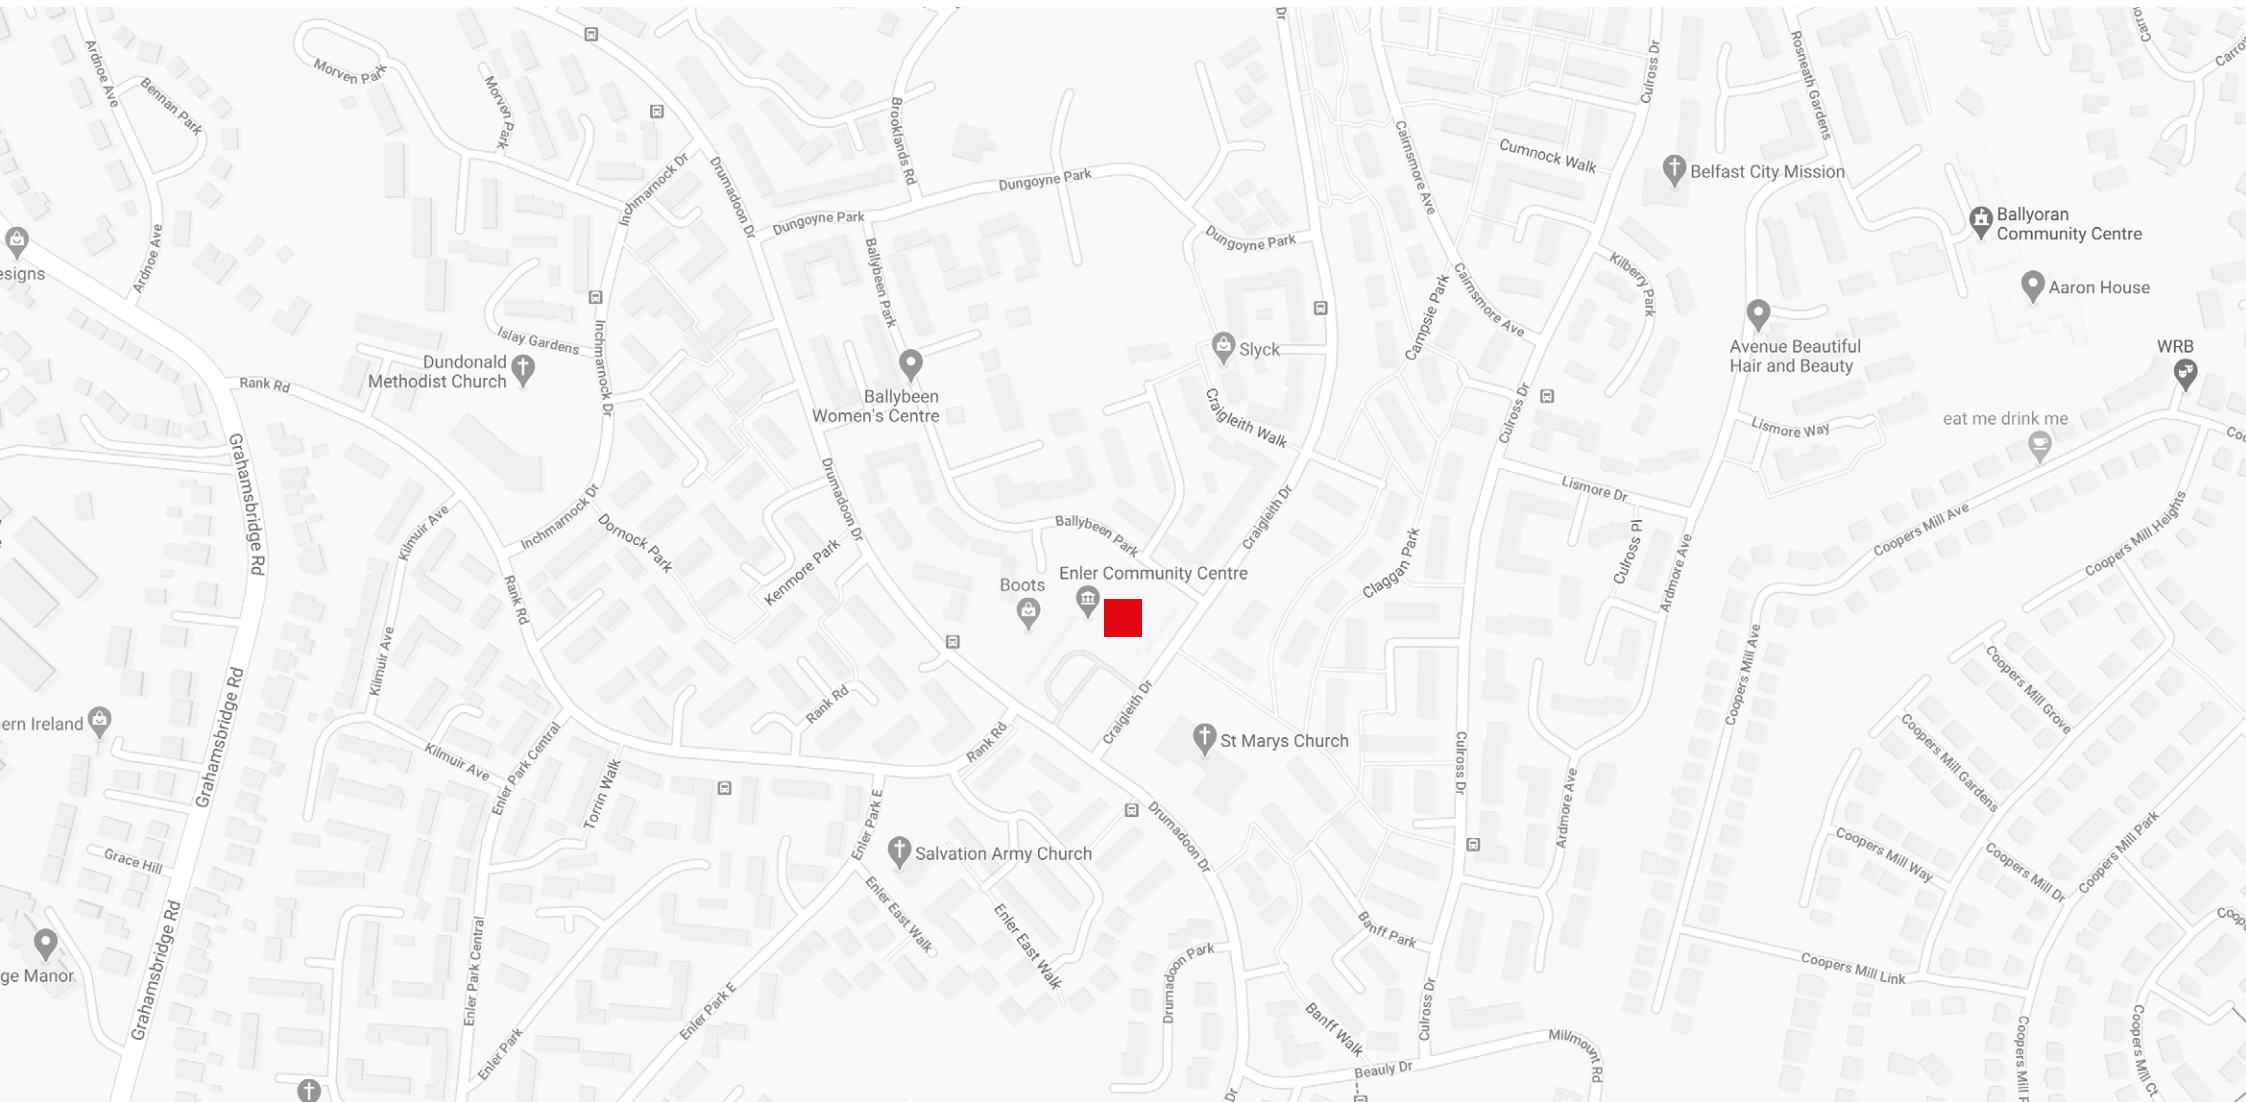 Dr
Ardnoe Ave
Morven Park
Bennan Park
Morven Park
Brooklands Rd
Culross Dr
Rosneath Gardens
Cairnsmore Ave
Cumnock Walk
Belfast City Mission
Inchmarnock Dr
Drumadoon Dr
Dungoyne Park
Dungoyne Park
Dungoyne Park
Ballyoran
Community Centre
Ardnoe Ave
esigns
Ballybeen Park
Campsie Park
Cairnsmore Ave
Kilberry Park
Aaron House
Islay Gardens
Inchmarnock Dr
Dundonald
Methodist Church
Slyck
Avenue Beautiful
Hair and Beauty
WRB
Rank Rd
Ballybeen
Women's Centre
Craigleith Walk
Culross Dr
Lismore Way
eat me drink me
Coo
Grahamsbridge Rd
Drumadoon Dr
Lismore Dr
Inchmarnock Dr
Dornock Park
Kilmuir Ave
Craigleith Dr
Ballybeen Park
Claggan Park
Culross Pl
Ardmore Ave
Coopers Mill Ave
Coopers Mill Heights
Kenmore Park
Rank Rd
Boots
Enler Community Centre
Kilmuir Ave
Grahamsbridge Rd
Coopers Mill Ave
Coopers Mill Grove
ern Ireland
Rank Rd
Craigleith Dr
St Marys Church
Kilmuir Ave
Enler Park Central
Torrin Walk
Rank Rd
Culross Dr
Ardmore Ave
Coopers Mill Gardens
Enler Park E
Drumadoon Dr
Salvation Army Church
Grace Hill
Coopers Mill Way
Coopers Mill Dr
Coopers Mill Park
Enler East Walk
Enler East Walk
Banff Park
Grahamsbridge Rd
ge Manor
Enler Park Central
Drumadoon Park
Coopers Mill Link
Enler Park E
Enler Park
Culross Dr
Banff Walk
Millmount Rd
Beauly Dr
Coopers Mill Ct
Dr